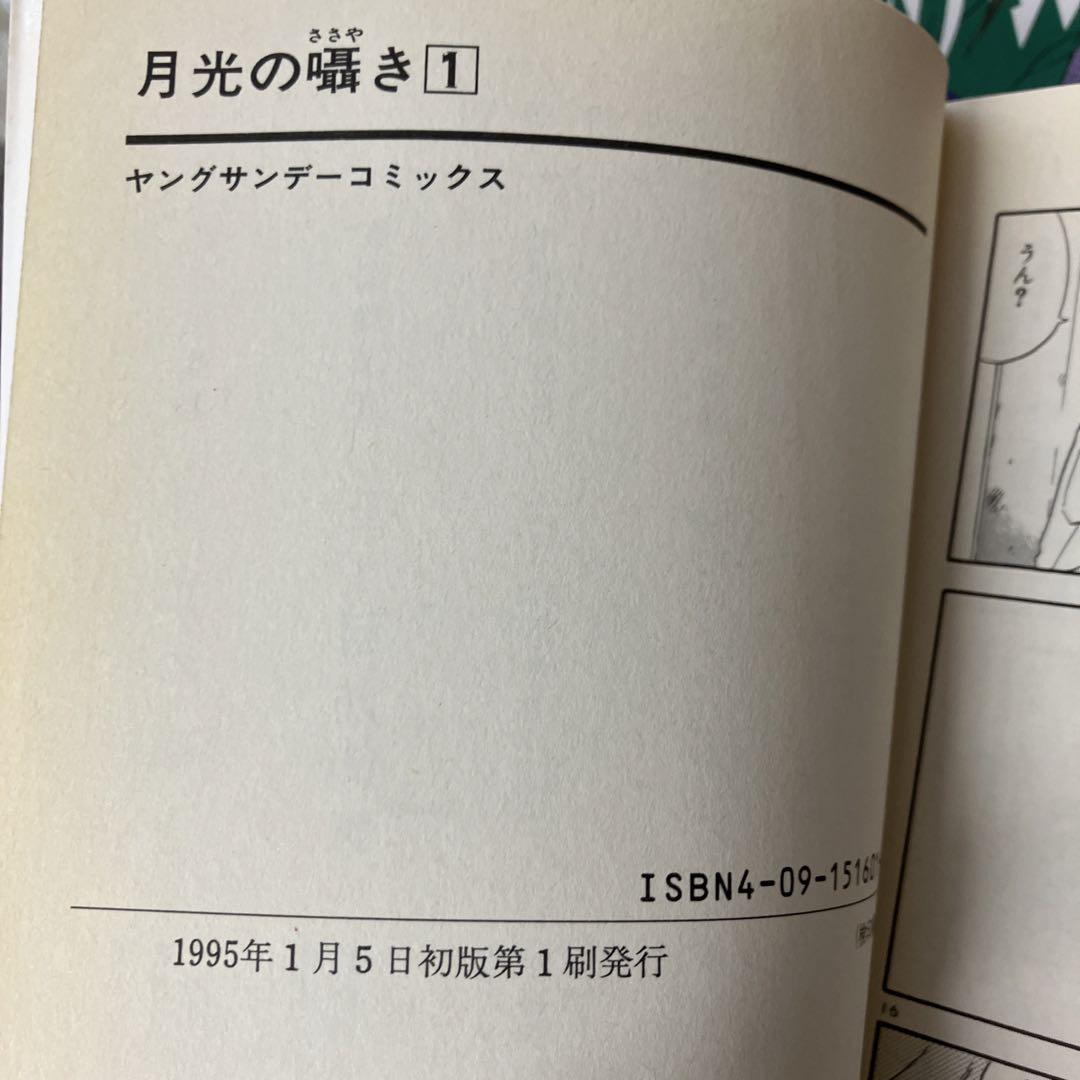 ささや
月光の囁き1
ヤングサンデーコミックス
ISBN4-09-15160
1995年1月5日初版第1刷発行
うん?
16